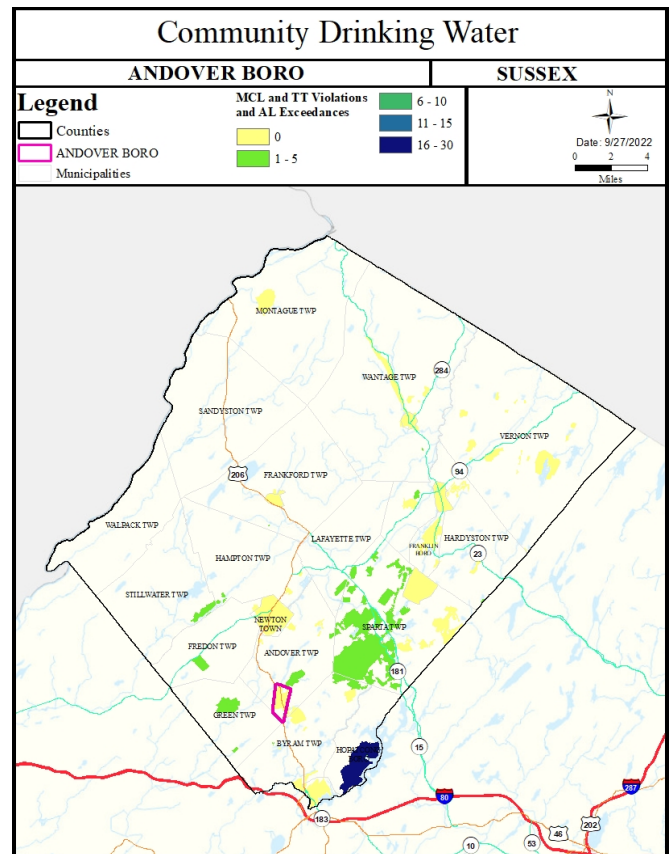 Community Drinking Water
ANDOVER BORO
SUSSEX
Legend
Counties
ANDOVER BORO
Municipalities
MCL and TT Violations
and AL Exceedances
0
1 - 5
6 - 10
11 - 15
16 - 30
N
Date: 9/27/2022
0 2 4
Miles
MONTAGUE TWP
WANTAGE TWP
284
SANDYSTON TWP
VERNON TWP
94
206
FRANKFORD TWP
WALPACK TWP
LAFAYETTE TWP
HARDYSTON TWP
FRANKLIN
BORO
23
HAMPTON TWP
STILLWATER TWP
NEWTON
TOWN
SPARTA TWP
FREDON TWP
ANDOVER TWP
181
GREEN TWP
BYRAM TWP
15
80
287
183
202
46
10
53